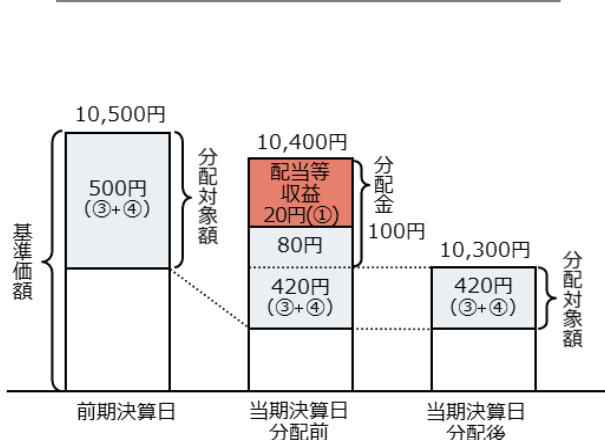 10,500円
500円
(③+④)
分配対象額
基準価額
前期決算日
10,400円
配当等
収益
20円(①)
80円
420円
(③+④)
分配金
100円
当期決算日
分配前
10,300円
420円
(③+④)
分配対象額
当期決算日
分配後